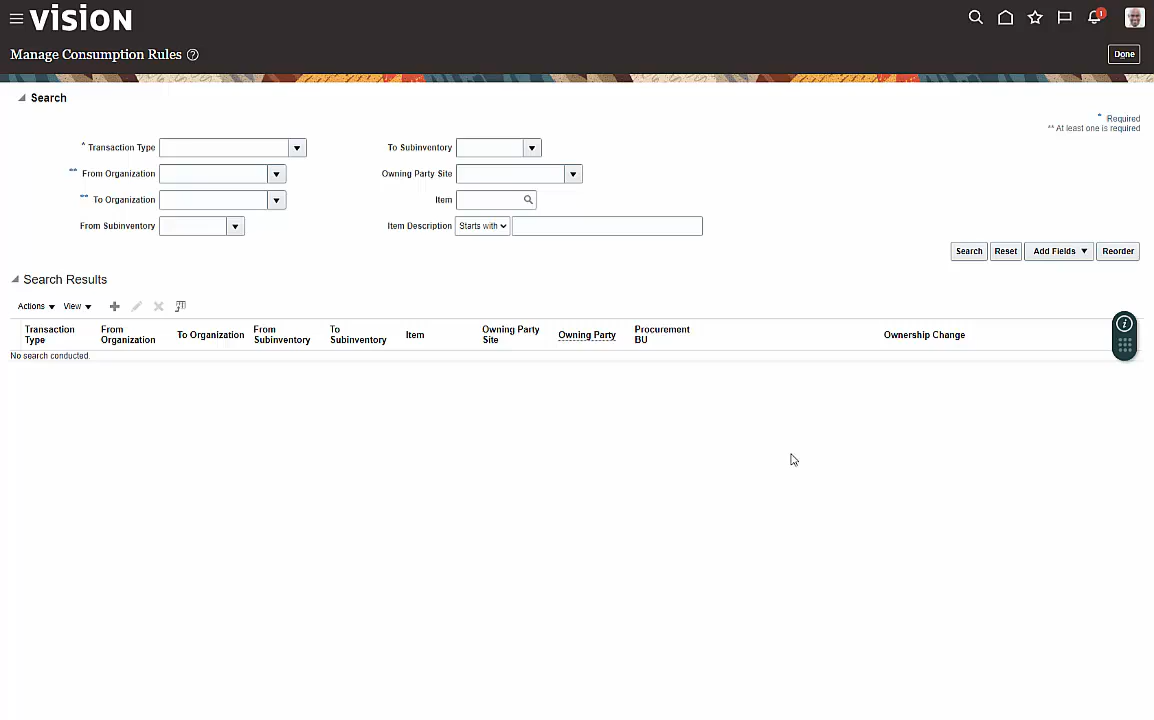 vision
1
Manage Consumption Rules ?
Done
Search
* Required
** At least one is required
* Transaction Type
To Subinventory
** From Organization
Owning Party Site
** To Organization
Item
From Subinventory
Item Description Starts with
Search Reset Add Fields Reorder
Search Results
Actions View
Transaction Type From Organization To Organization From Subinventory To Subinventory Item Owning Party Site Owning Party Procurement BU Ownership Change
No search conducted.